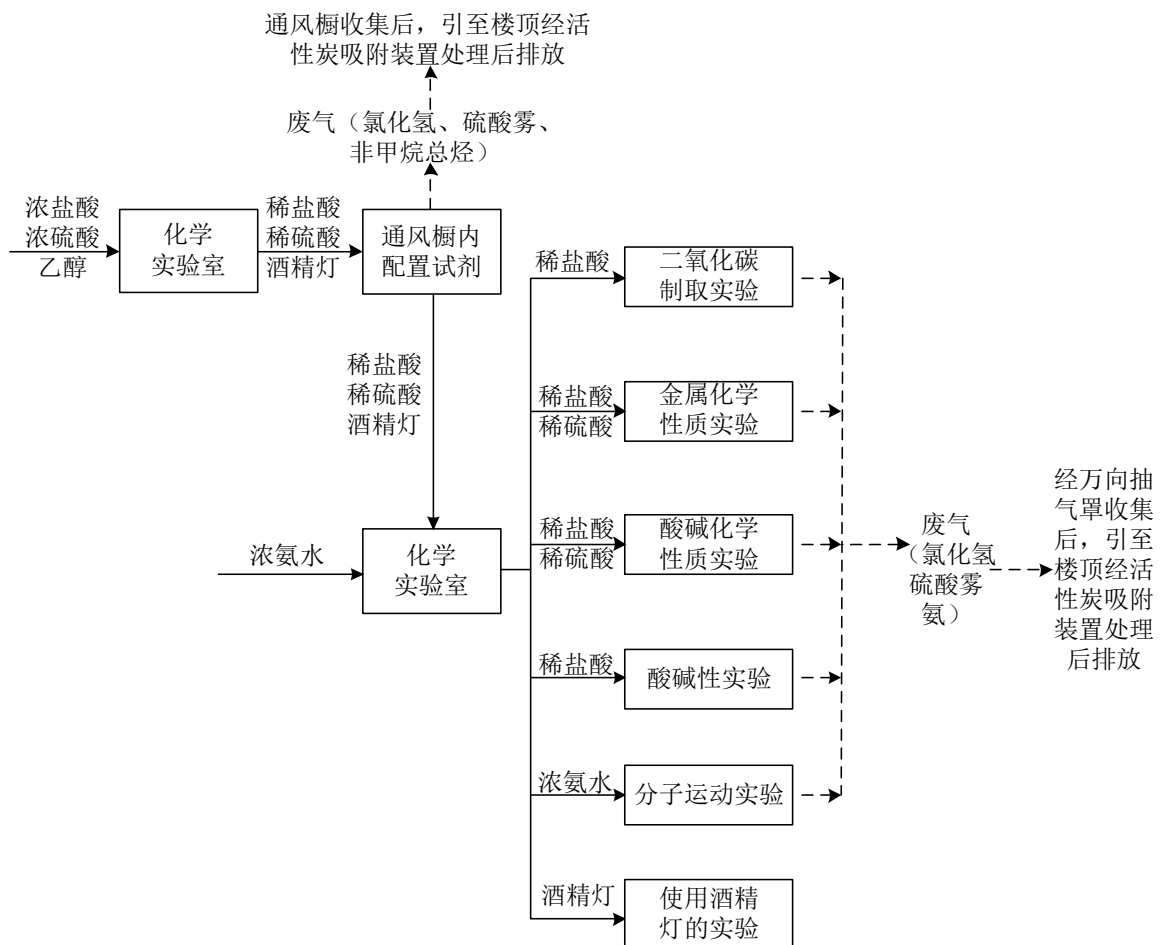 通风橱收集后，引至楼顶经活
性炭吸附装置处理后排放
废气（氯化氢、硫酸雾、
非甲烷总烃）
浓盐酸
浓硫酸
乙醇
化学
实验室
稀盐酸
稀硫酸
酒精灯
通风橱内
配置试剂
稀盐酸
二氧化碳
制取实验
稀盐酸
稀硫酸
酒精灯
稀盐酸
稀硫酸
金属化学
性质实验
浓氨水
化学
实验室
稀盐酸
稀硫酸
酸碱化学
性质实验
废气
（氯化氢
硫酸雾
氨）
经万向抽
气罩收集
后，引至
楼顶经活
性炭吸附
装置处理
后排放
稀盐酸
酸碱性实验
浓氨水
分子运动实验
酒精灯
使用酒精
灯的实验